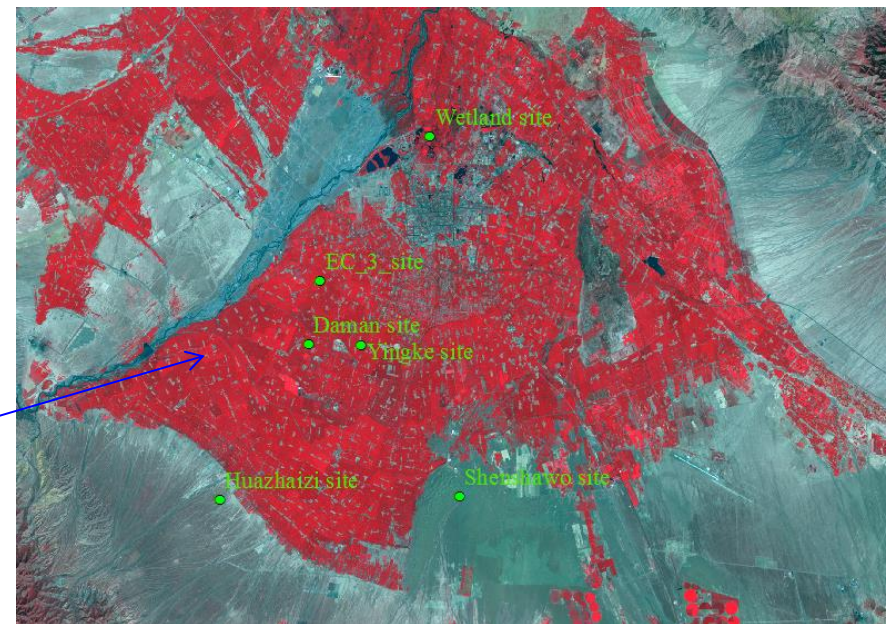 Wetland site
EC_3_site
Daman site
Yingke site
Huazhaizi site
Shenshawo site